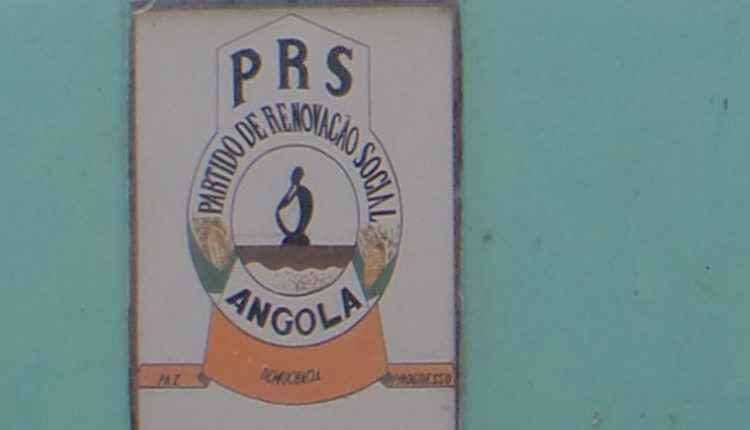 PRS
PARTIDO DE RENOVAÇÃO SOCIAL
ANGOLA
PAZ
DEMOCRACIA
PROGRESSO